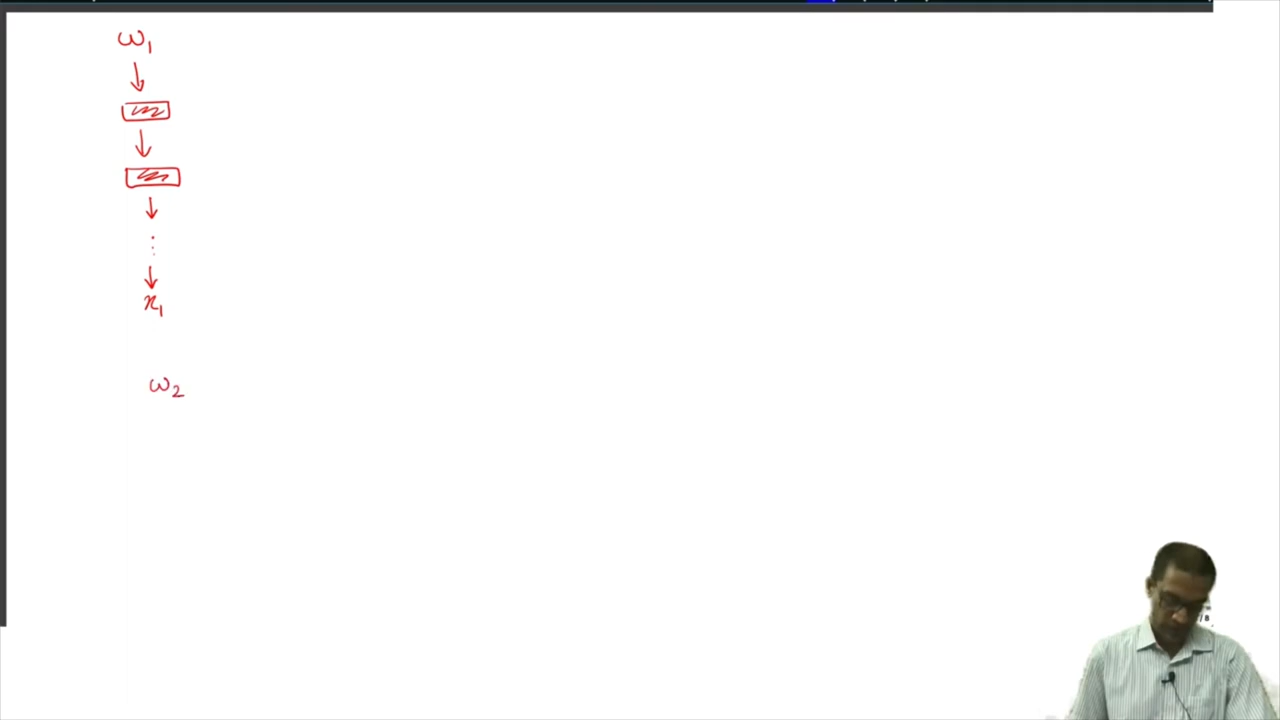 ω₁
↓
↓
↓
⋮
↓
x₁
ω₂